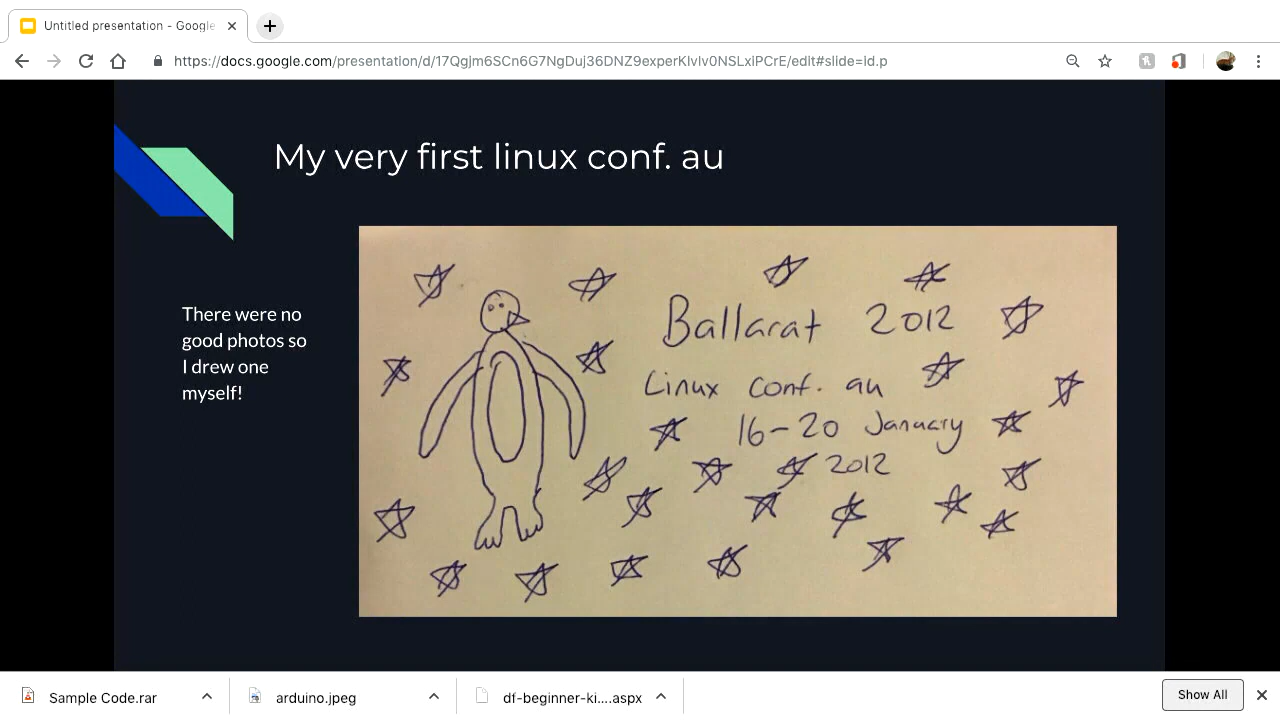 Untitled presentation - Google
https://docs.google.com/presentation/d/17QgJm6SCn6G7NgDuj36DNZ9experKIvIv0NSLxiPCrE/edit#slide=id.p
My very first linux conf. au
There were no
good photos so
I drew one
myself!
Ballarat 2012
Linux conf. au
16-20 January
2012
Sample Code.rar
arduino.jpeg
df-beginner-ki....aspx
Show All